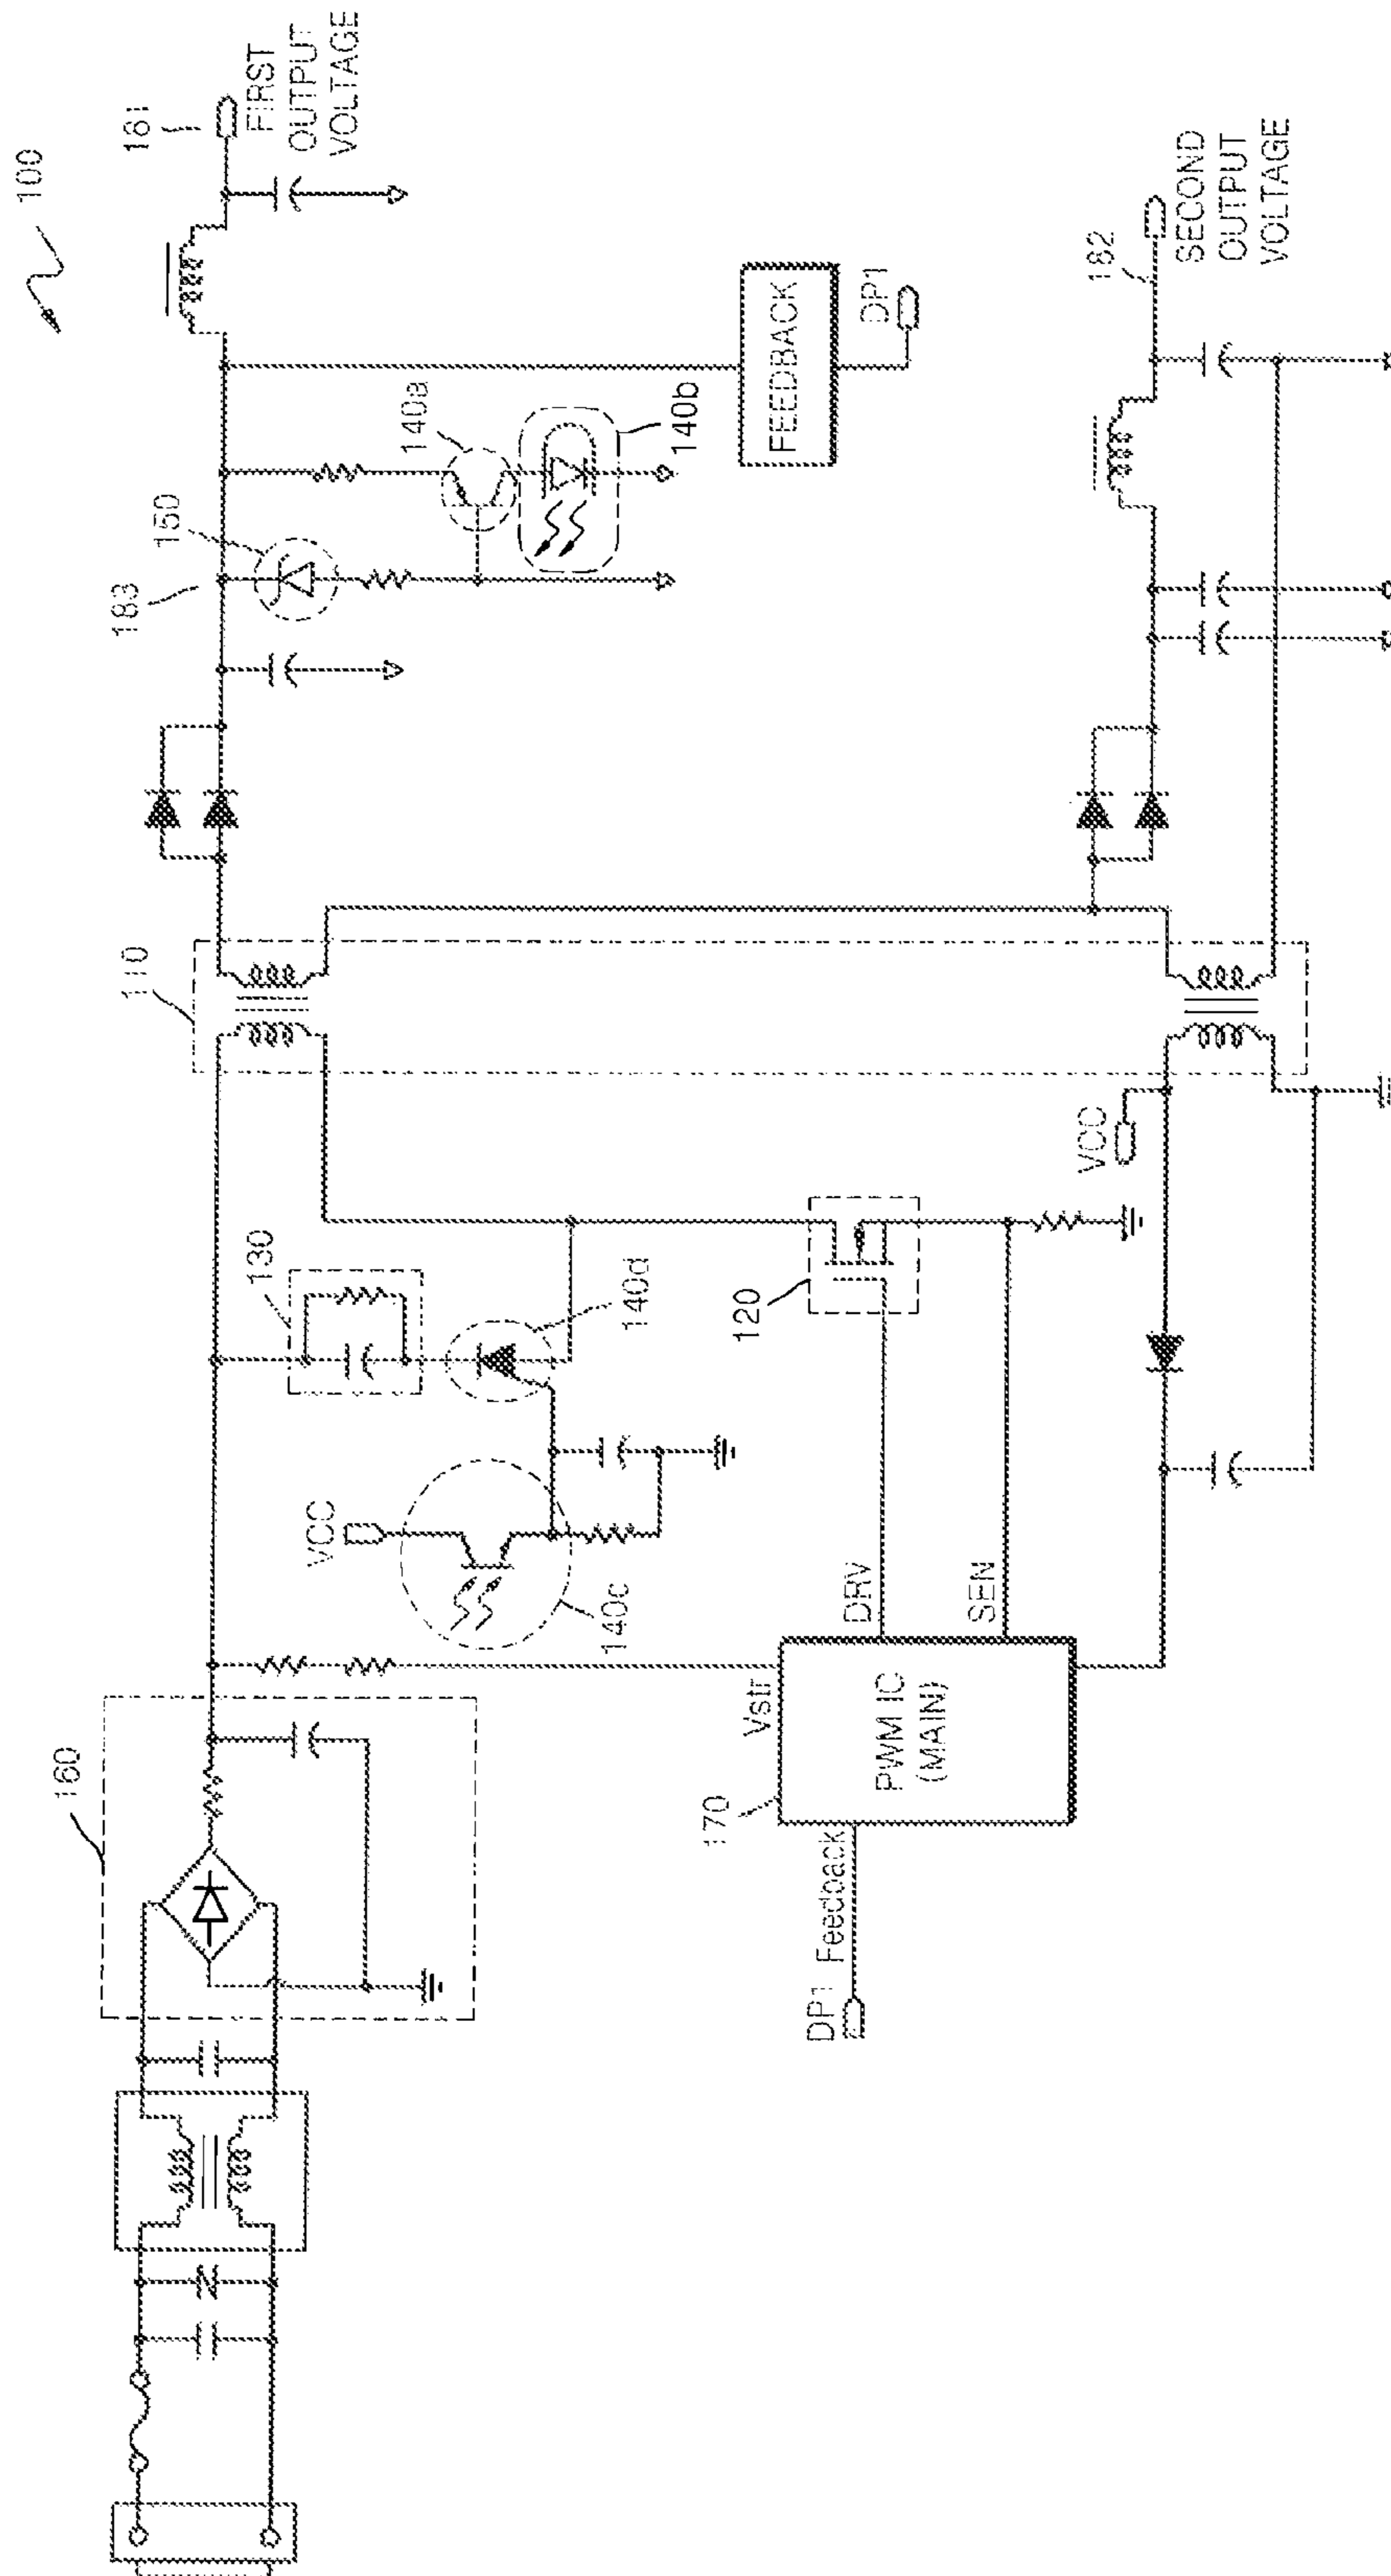 100
181
FIRST
OUTPUT
VOLTAGE
183
150
140a
140b
FEEDBACK
DP1
182
SECOND
OUTPUT
VOLTAGE
110
130
140d
120
VCC
VCC
140c
DRV
SEN
160
Vstr
PWM IC
(MAIN)
170
Feedback
DP1